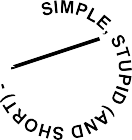 SIMPLE, STUPID (AND SHORT) -